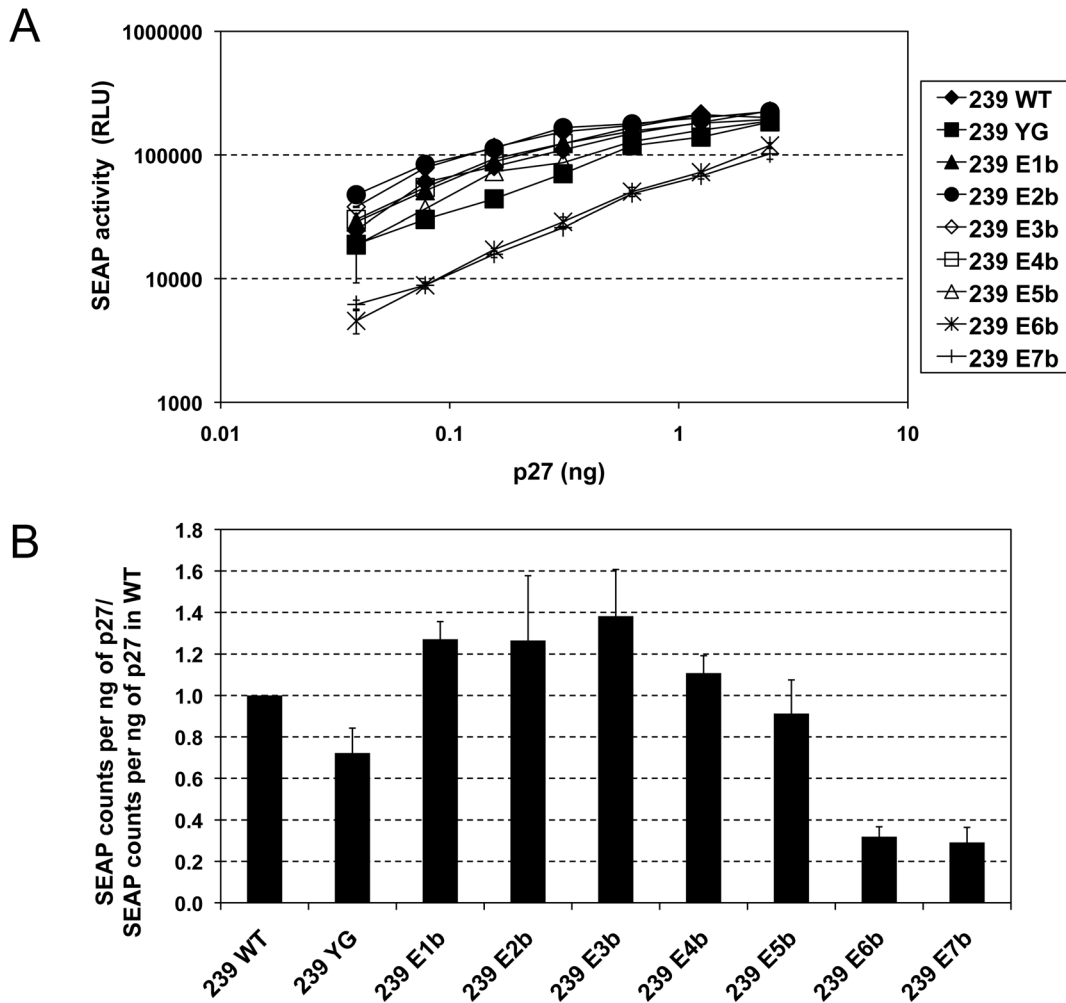 A
SEAP activity (RLU)
1000000
100000
10000
1000
0.01
0.1
1
10
p27 (ng)
239 WT
239 YG
239 E1b
239 E2b
239 E3b
239 E4b
239 E5b
239 E6b
239 E7b
B
SEAP counts per ng of p27/
SEAP counts per ng of p27 in WT
1.8
1.6
1.4
1.2
1.0
0.8
0.6
0.4
0.2
0.0
239 WT
239 YG
239 E1b
239 E2b
239 E3b
239 E4b
239 E5b
239 E6b
239 E7b